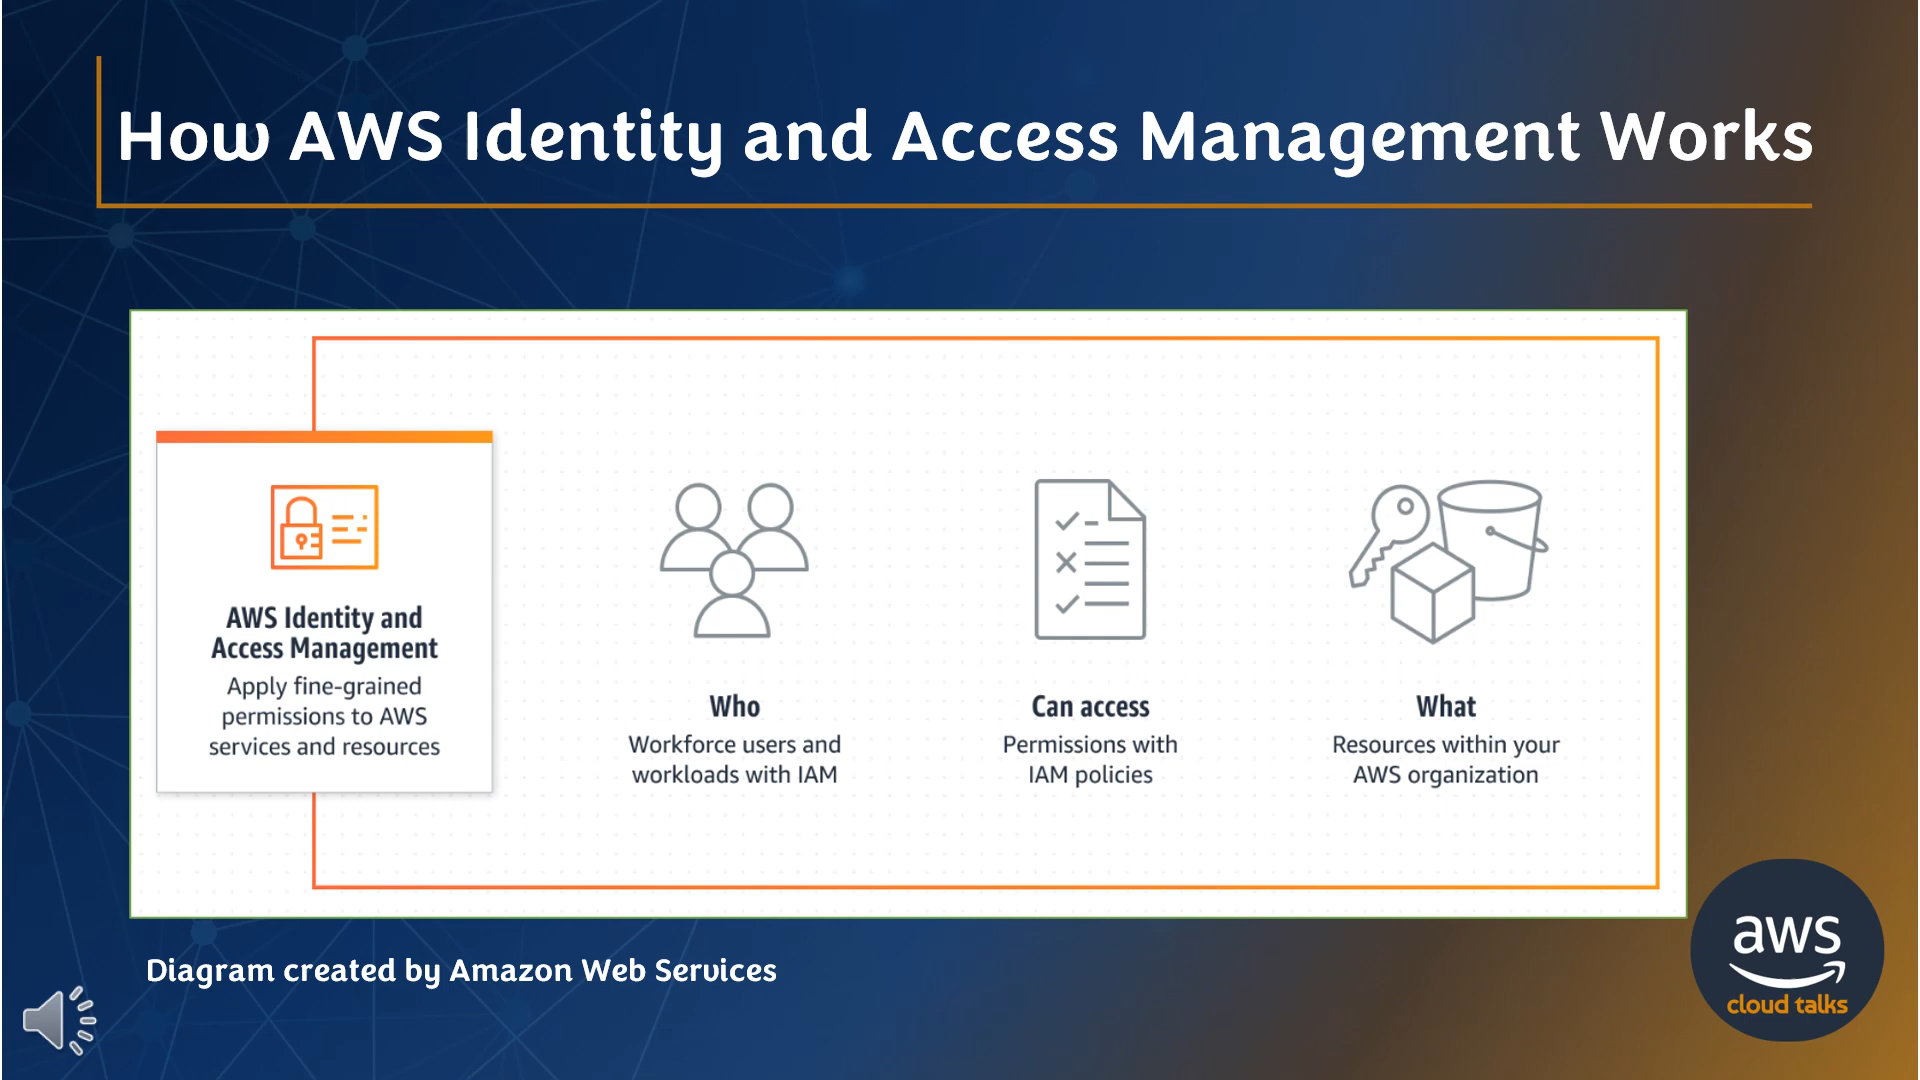 How AWS Identity and Access Management Works
AWS Identity and
Access Management
Apply fine-grained
permissions to AWS
services and resources
Who
Workforce users and
workloads with IAM
Can access
Permissions with
IAM policies
What
Resources within your
AWS organization
Diagram created by Amazon Web Services
aws
cloud talks